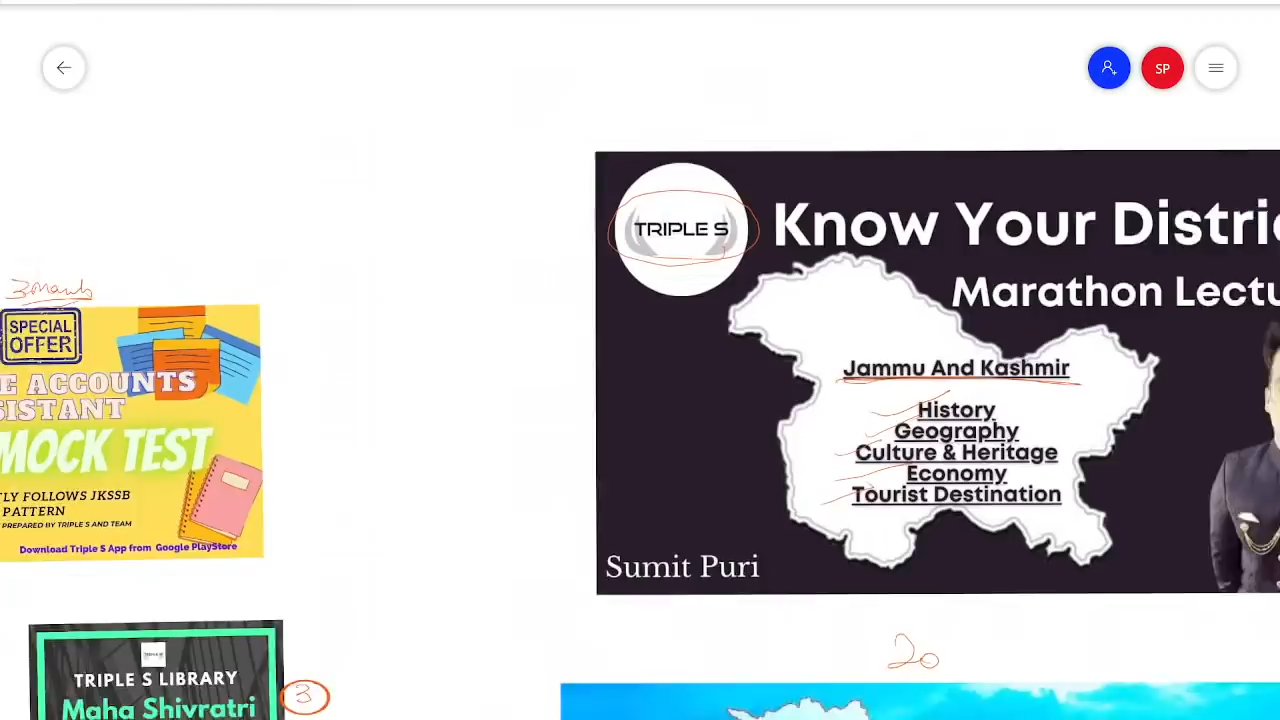 SP
TRIPLE S
Know Your Distri
Marathon Lectu
Jammu And Kashmir
History
Geography
Culture & Heritage
Economy
Tourist Destination
Sumit Puri
20
SPECIAL
OFFER
E ACCOUNTS
SISTANT
MOCK TEST
TLY FOLLOWS JKSSB
PATTERN
PREPARED BY TRIPLE S AND TEAM
Download Triple S App from Google PlayStore
TRIPLE S LIBRARY
Maha Shivratri
3